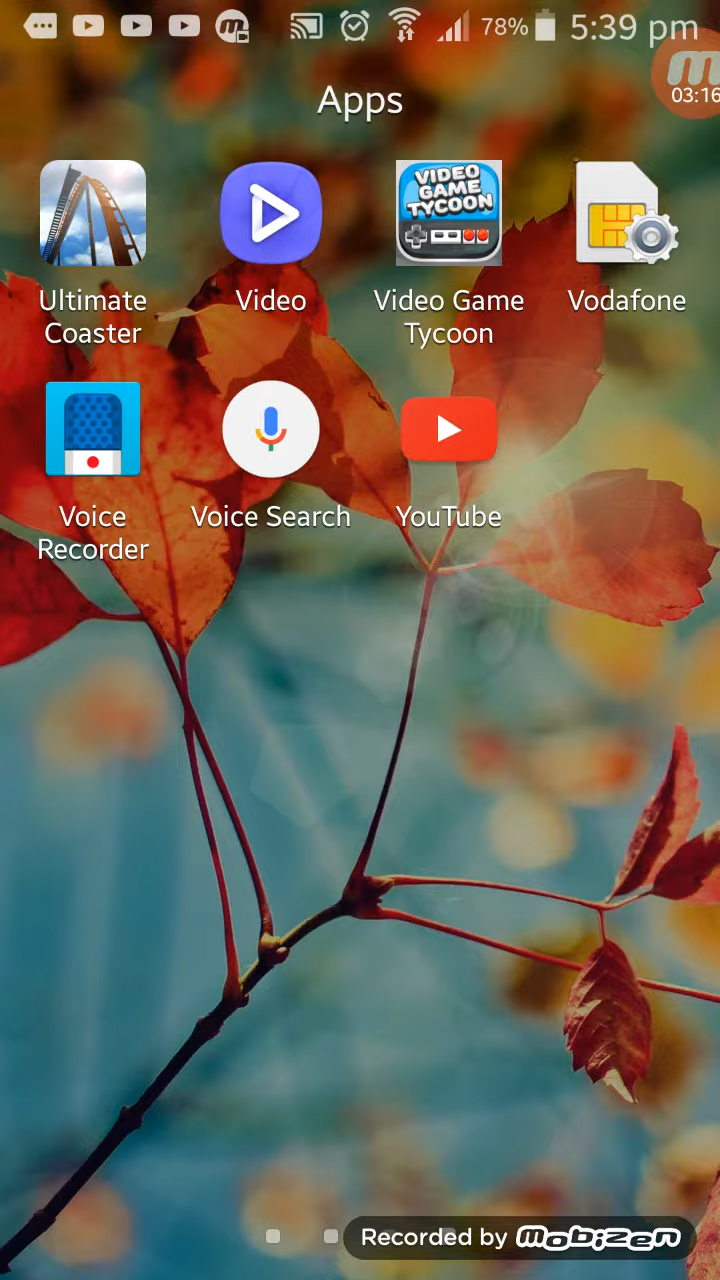 78% 5:39 pm
m
03:16
Apps
VIDEO
GAME
TYCOON
Ultimate
Coaster
Video
Video Game
Tycoon
Vodafone
Voice
Recorder
Voice Search
YouTube
Recorded by mobizen